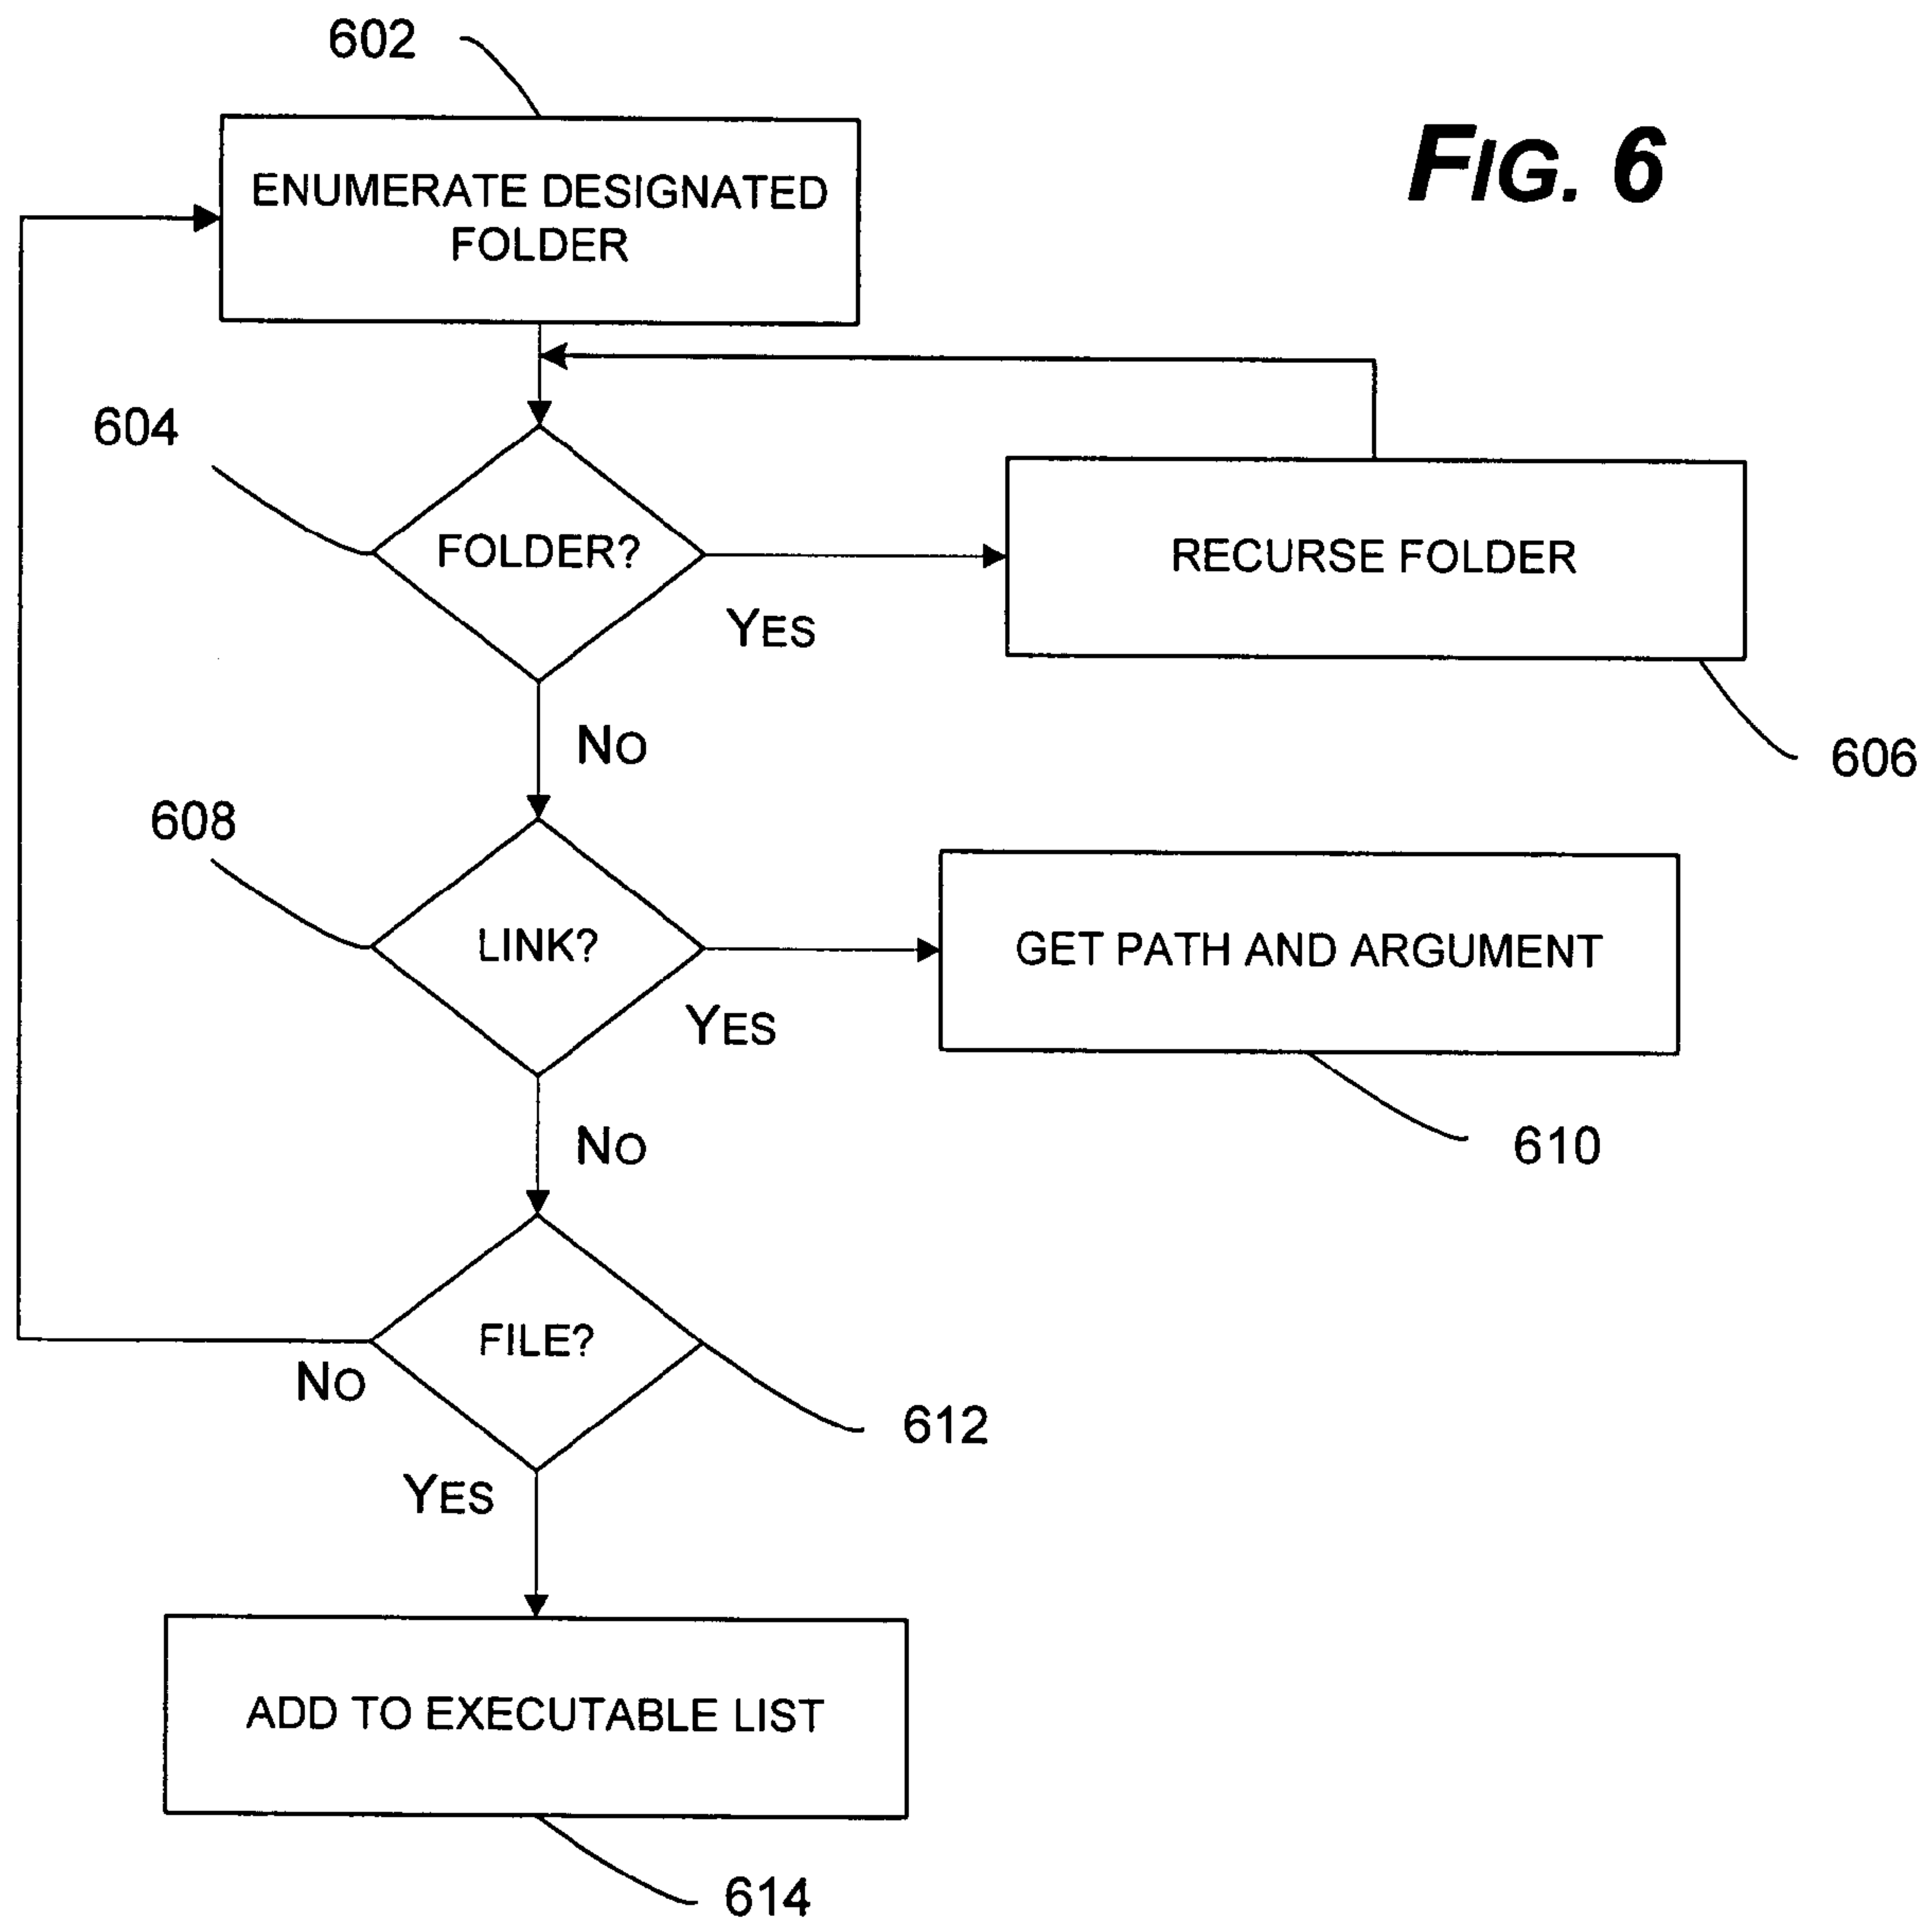 602
FIG. 6
ENUMERATE DESIGNATED
FOLDER
604
FOLDER?
RECURSE FOLDER
YES
NO
606
608
LINK?
GET PATH AND ARGUMENT
YES
NO
610
FILE?
NO
612
YES
ADD TO EXECUTABLE LIST
614